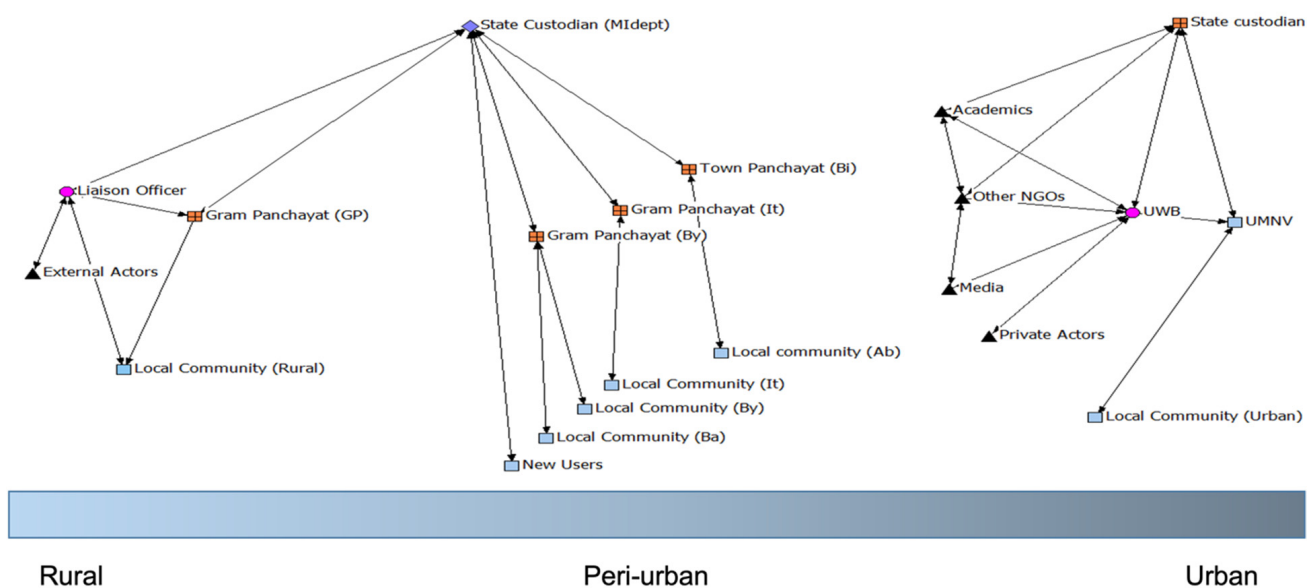 State Custodian (MIdept)
State custodian
Academics
Town Panchayat (Bi)
Liaison Officer
Other NGOs
Gram Panchayat (It)
UWB
Gram Panchayat (GP)
UMNV
Gram Panchayat (By)
External Actors
Media
Private Actors
Local community (Ab)
Local Community (Rural)
Local Community (It)
Local Community (By)
Local Community (Urban)
Local Community (Ba)
New Users
Rural
Peri-urban
Urban